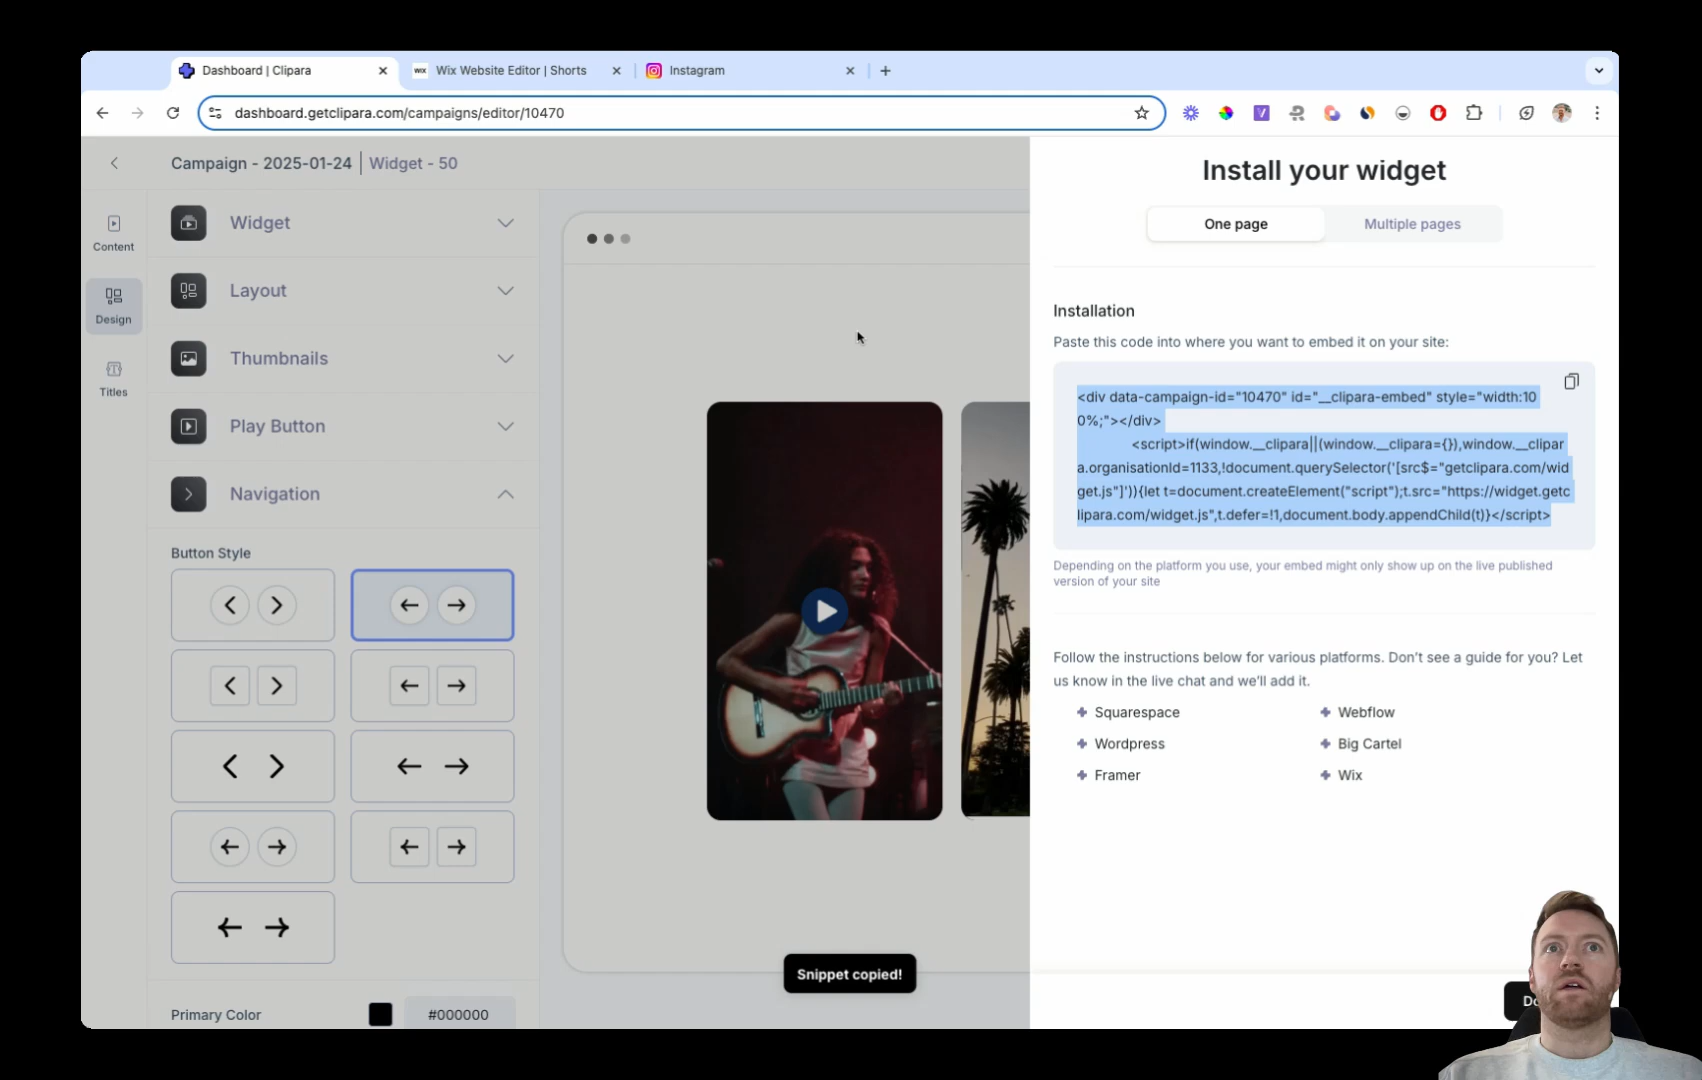 Dashboard | Clipara
WIX Wix Website Editor | Shorts
Instagram
dashboard.getclipara.com/campaigns/editor/10470
Campaign - 2025-01-24 | Widget - 50
Install your widget
One page
Multiple pages
Content
Design
Titles
Widget
Layout
Thumbnails
Play Button
Navigation
Button Style
Primary Color
#000000
Installation
Paste this code into where you want to embed it on your site:
<div data-campaign-id="10470" id="__clipara-embed" style="width:10
0%;"></div>
<script>if(window.__clipara||(window.__clipara={}),window.__clipar
a.organisationId=1133,!document.querySelector('[src$="getclipara.com/wid
get.js"]')){let t=document.createElement("script");t.src="https://widget.getc
lipara.com/widget.js",t.defer=!1,document.body.appendChild(t)}</script>
Depending on the platform you use, your embed might only show up on the live published
version of your site
Follow the instructions below for various platforms. Don't see a guide for you? Let
us know in the live chat and we'll add it.
Squarespace
Webflow
Wordpress
Big Cartel
Framer
Wix
Snippet copied!